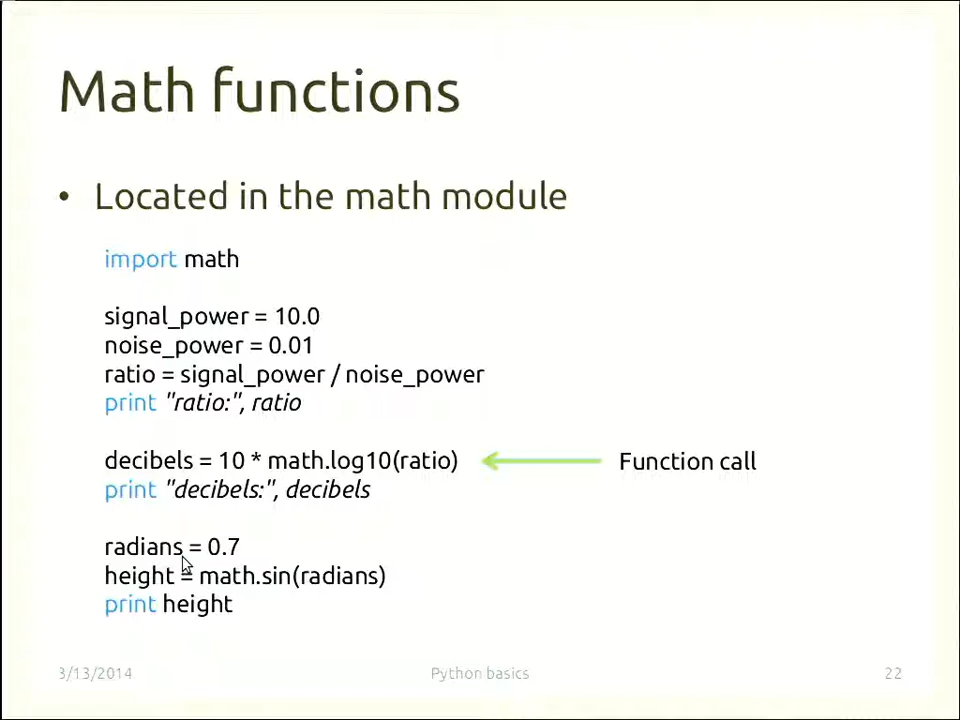 Math functions
• Located in the math module
import math
signal_power = 10.0
noise_power = 0.01
ratio = signal_power / noise_power
print "ratio:", ratio
decibels = 10 * math.log10(ratio)
Function call
print "decibels:", decibels
radians = 0.7
height = math.sin(radians)
print height
3/13/2014
Python basics
22